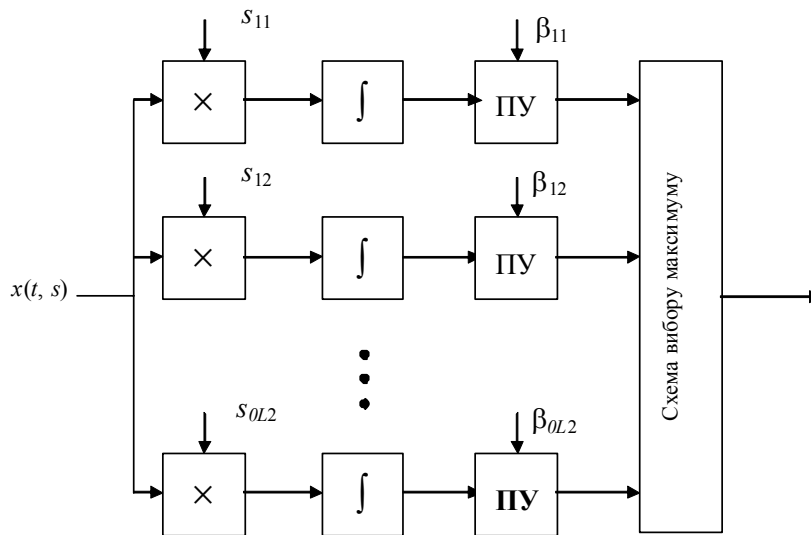 s11 β11
× ∫ ПУ
s12 β12
× ∫ ПУ
x(t, s)
s0L2 β0L2
× ∫ ПУ
Схема вибору максимуму